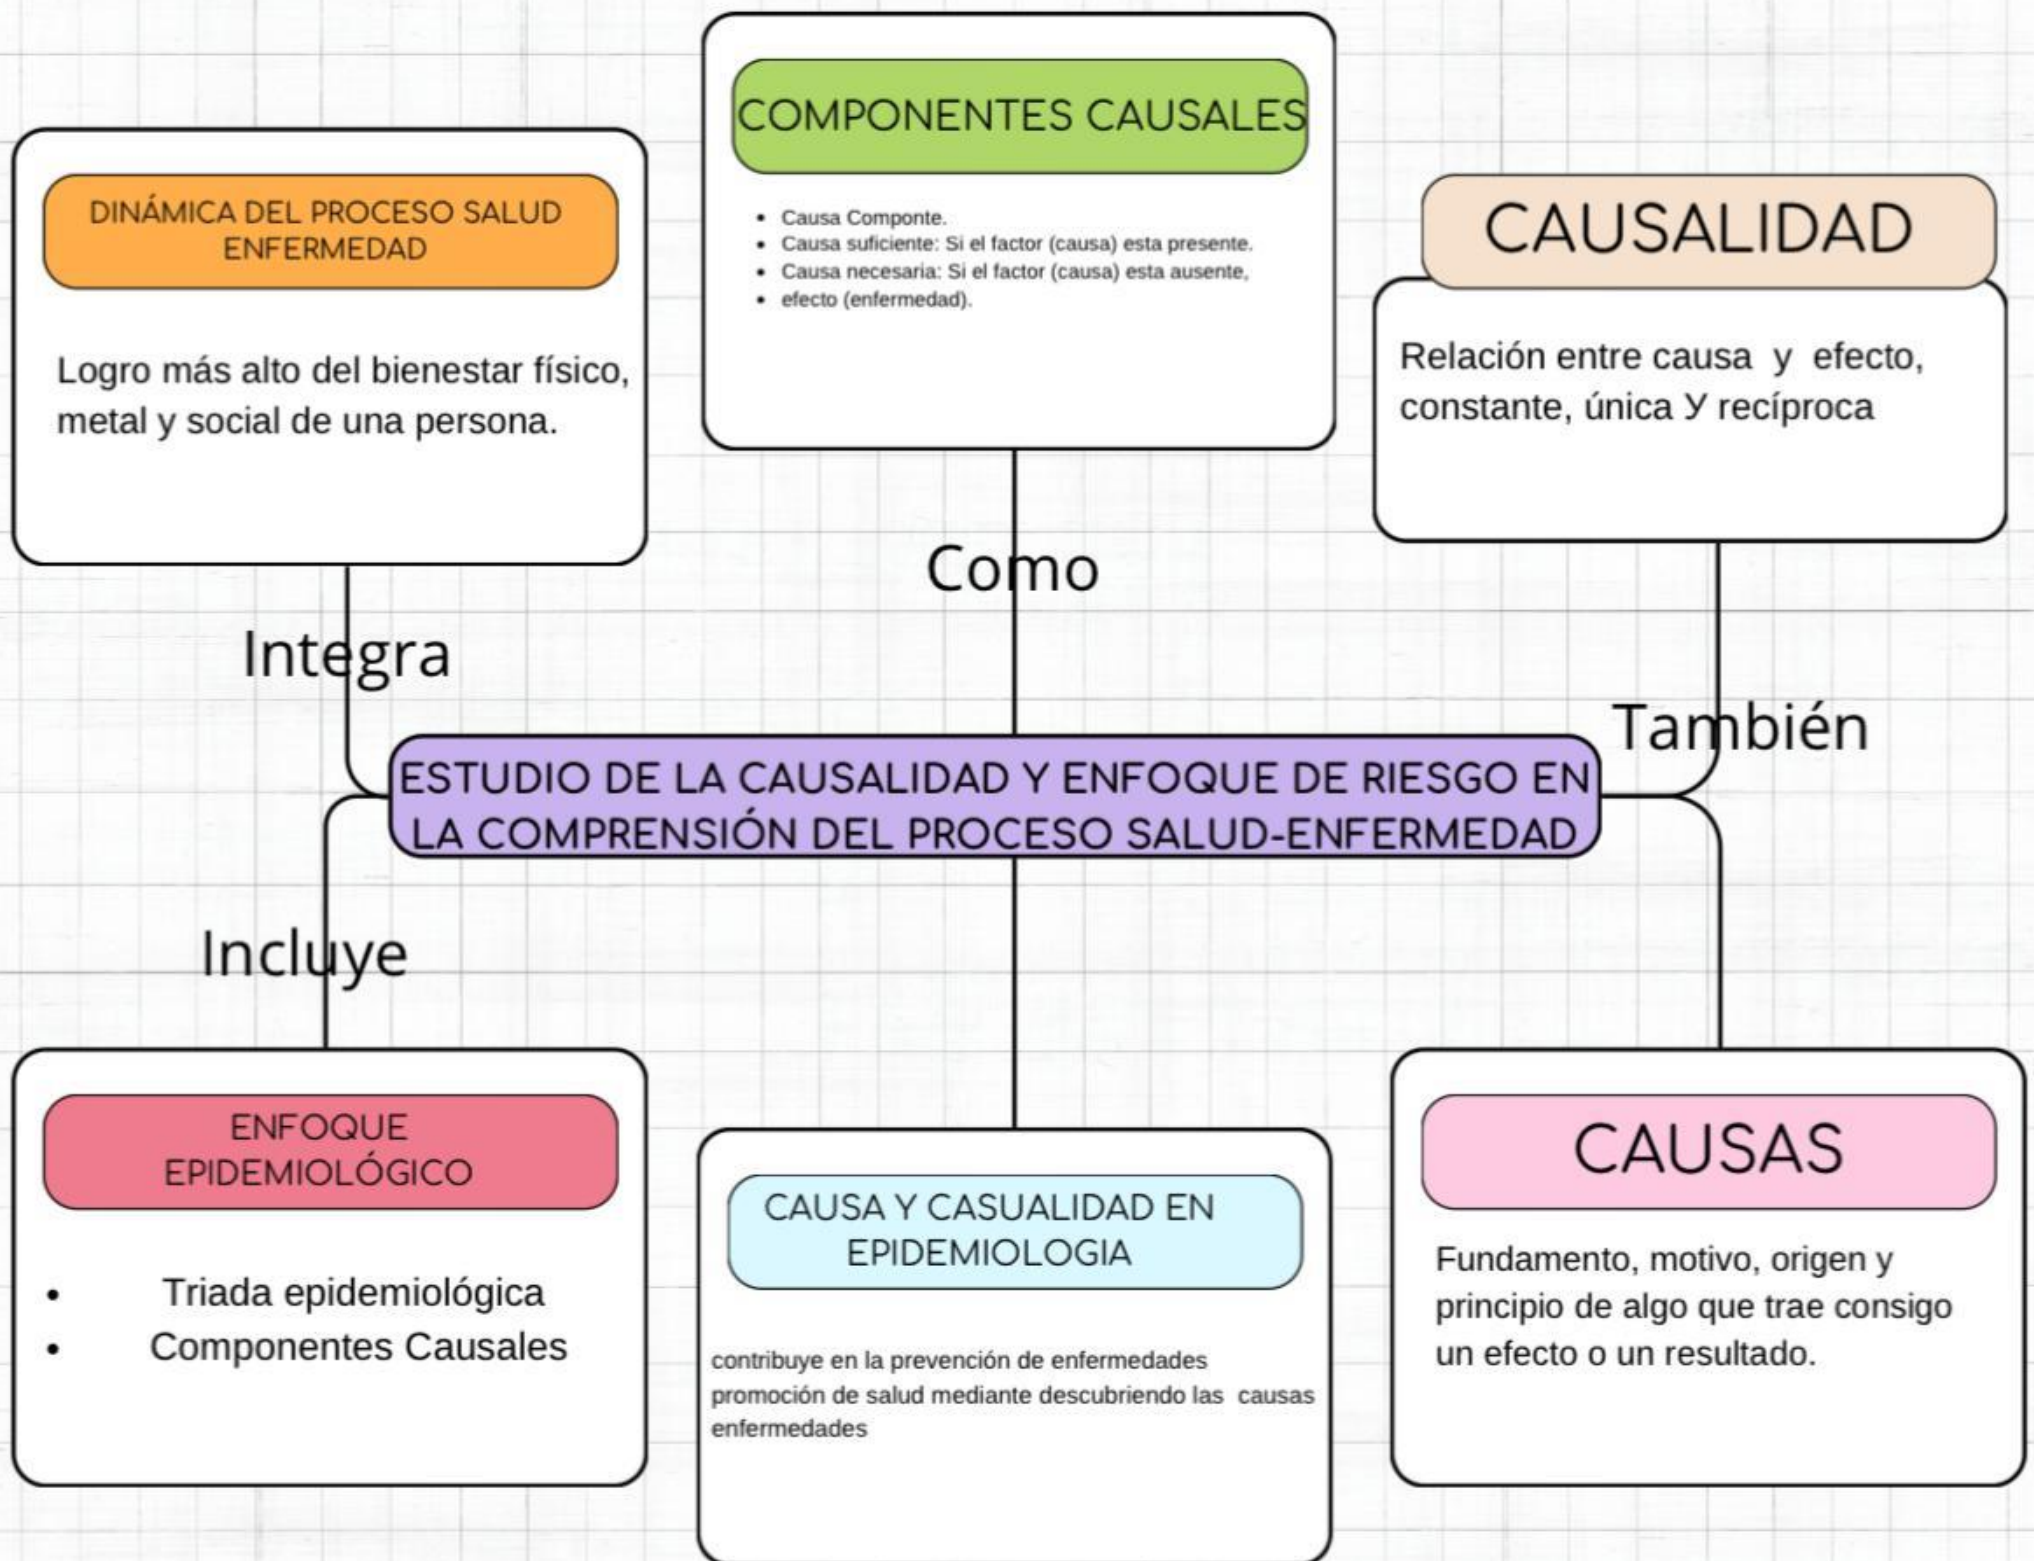 COMPONENTES CAUSALES
• Causa Componte.
• Causa suficiente: Si el factor (causa) esta presente.
• Causa necesaria: Si el factor (causa) esta ausente,
• efecto (enfermedad).
DINÁMICA DEL PROCESO SALUD
ENFERMEDAD
Logro más alto del bienestar físico,
metal y social de una persona.
CAUSALIDAD
Relación entre causa y efecto,
constante, única Y recíproca
Como
Integra
También
ESTUDIO DE LA CAUSALIDAD Y ENFOQUE DE RIESGO EN
LA COMPRENSIÓN DEL PROCESO SALUD-ENFERMEDAD
Incluye
ENFOQUE
EPIDEMIOLÓGICO
• Triada epidemiológica
• Componentes Causales
CAUSA Y CASUALIDAD EN
EPIDEMIOLOGIA
contribuye en la prevención de enfermedades
promoción de salud mediante descubriendo las causas
enfermedades
CAUSAS
Fundamento, motivo, origen y
principio de algo que trae consigo
un efecto o un resultado.